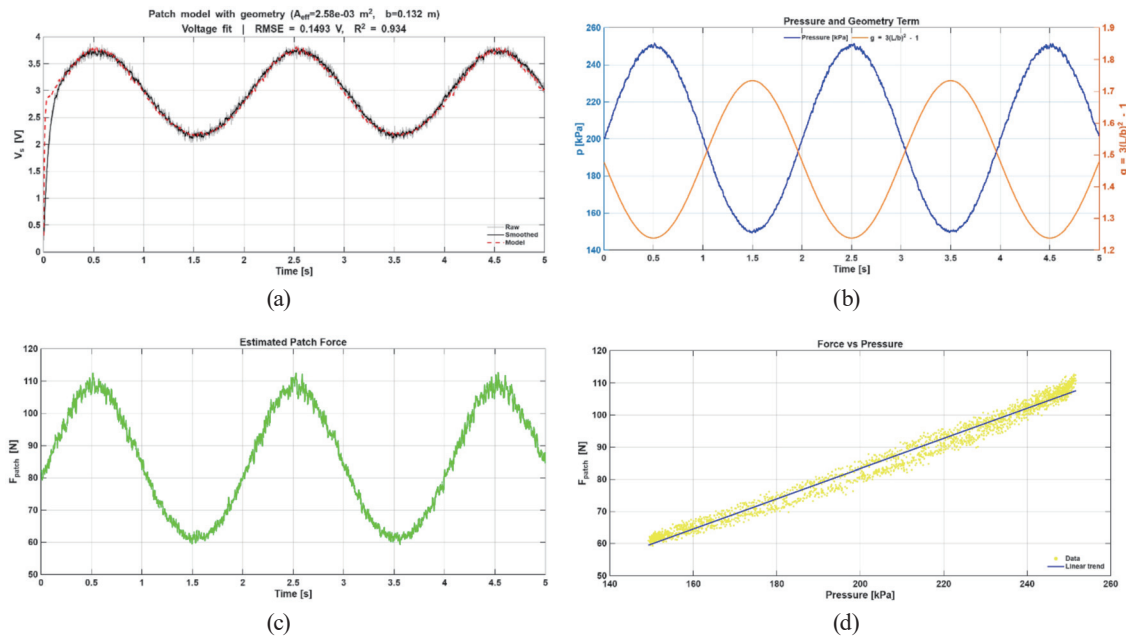 Patch model with geometry (A_eff=2.58e-03 m², b=0.132 m)
Voltage fit | RMSE = 0.1493 V, R² = 0.934
4
3.5
3
2.5
2
1.5
1
0.5
0
V_s [V]
0 0.5 1 1.5 2 2.5 3 3.5 4 4.5 5
Time [s]
Raw
Smoothed
Model
(a)
Pressure and Geometry Term
Pressure [kPa] g = 3(L/b)² - 1
260
240
220
200
180
160
140
p [kPa]
1.9
1.8
1.7
1.6
1.5
1.4
1.3
1.2
g = 3(L/b)² - 1
0 0.5 1 1.5 2 2.5 3 3.5 4 4.5 5
Time [s]
(b)
Estimated Patch Force
120
110
100
90
80
70
60
50
F_patch [N]
0 0.5 1 1.5 2 2.5 3 3.5 4 4.5 5
Time [s]
(c)
Force vs Pressure
120
110
100
90
80
70
60
50
F_patch [N]
140 160 180 200 220 240 260
Pressure [kPa]
Data
Linear trend
(d)